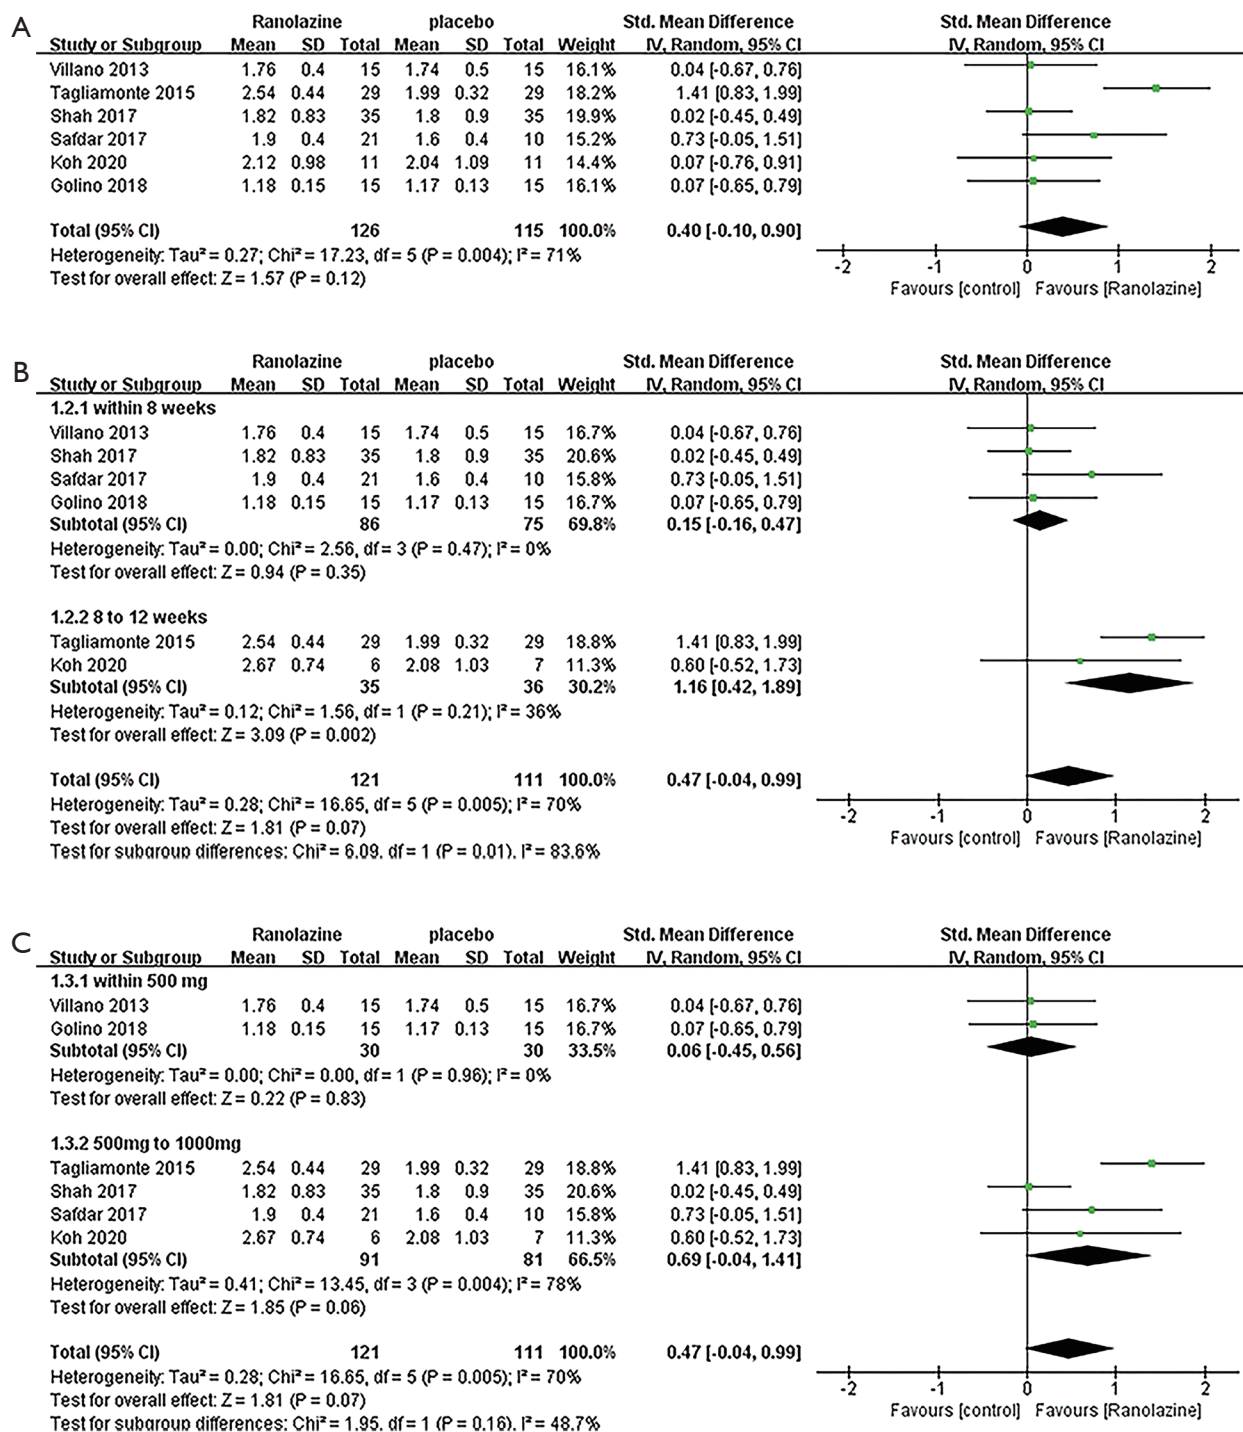 A
Ranolazine placebo Std. Mean Difference Std. Mean Difference
Study or Subgroup Mean SD Total Mean SD Total Weight IV, Random, 95% CI IV, Random, 95% CI
Villano 2013 1.76 0.4 15 1.74 0.5 15 16.1% 0.04 [-0.67, 0.76]
Tagliamonte 2015 2.54 0.44 29 1.99 0.32 29 18.2% 1.41 [0.83, 1.99]
Shah 2017 1.82 0.83 35 1.8 0.9 35 19.9% 0.02 [-0.45, 0.49]
Safdar 2017 1.9 0.4 21 1.6 0.4 10 15.2% 0.73 [-0.05, 1.51]
Koh 2020 2.12 0.98 11 2.04 1.09 11 14.4% 0.07 [-0.76, 0.91]
Golino 2018 1.18 0.15 15 1.17 0.13 15 16.1% 0.07 [-0.65, 0.79]
Total (95% CI) 126 115 100.0% 0.40 [-0.10, 0.90]
Heterogeneity: Tau² = 0.27; Chi² = 17.23, df = 5 (P = 0.004); I² = 71%
Test for overall effect: Z = 1.57 (P = 0.12)
-2 -1 0 1 2
Favours [control] Favours [Ranolazine]
B
Ranolazine placebo Std. Mean Difference Std. Mean Difference
Study or Subgroup Mean SD Total Mean SD Total Weight IV, Random, 95% CI IV, Random, 95% CI
1.2.1 within 8 weeks
Villano 2013 1.76 0.4 15 1.74 0.5 15 16.7% 0.04 [-0.67, 0.76]
Shah 2017 1.82 0.83 35 1.8 0.9 35 20.6% 0.02 [-0.45, 0.49]
Safdar 2017 1.9 0.4 21 1.6 0.4 10 15.8% 0.73 [-0.05, 1.51]
Golino 2018 1.18 0.15 15 1.17 0.13 15 16.7% 0.07 [-0.65, 0.79]
Subtotal (95% CI) 86 75 69.8% 0.15 [-0.16, 0.47]
Heterogeneity: Tau² = 0.00; Chi² = 2.56, df = 3 (P = 0.47); I² = 0%
Test for overall effect: Z = 0.94 (P = 0.35)
1.2.2 8 to 12 weeks
Tagliamonte 2015 2.54 0.44 29 1.99 0.32 29 18.8% 1.41 [0.83, 1.99]
Koh 2020 2.67 0.74 6 2.08 1.03 7 11.3% 0.60 [-0.52, 1.73]
Subtotal (95% CI) 35 36 30.2% 1.16 [0.42, 1.89]
Heterogeneity: Tau² = 0.12; Chi² = 1.56, df = 1 (P = 0.21); I² = 36%
Test for overall effect: Z = 3.09 (P = 0.002)
Total (95% CI) 121 111 100.0% 0.47 [-0.04, 0.99]
Heterogeneity: Tau² = 0.28; Chi² = 16.65, df = 5 (P = 0.005); I² = 70%
Test for overall effect: Z = 1.81 (P = 0.07)
Test for subgroup differences: Chi² = 6.09, df = 1 (P = 0.01), I² = 83.6%
-2 -1 0 1 2
Favours [control] Favours [Ranolazine]
C
Ranolazine placebo Std. Mean Difference Std. Mean Difference
Study or Subgroup Mean SD Total Mean SD Total Weight IV, Random, 95% CI IV, Random, 95% CI
1.3.1 within 500 mg
Villano 2013 1.76 0.4 15 1.74 0.5 15 16.7% 0.04 [-0.67, 0.76]
Golino 2018 1.18 0.15 15 1.17 0.13 15 16.7% 0.07 [-0.65, 0.79]
Subtotal (95% CI) 30 30 33.5% 0.06 [-0.45, 0.56]
Heterogeneity: Tau² = 0.00; Chi² = 0.00, df = 1 (P = 0.96); I² = 0%
Test for overall effect: Z = 0.22 (P = 0.83)
1.3.2 500mg to 1000mg
Tagliamonte 2015 2.54 0.44 29 1.99 0.32 29 18.8% 1.41 [0.83, 1.99]
Shah 2017 1.82 0.83 35 1.8 0.9 35 20.6% 0.02 [-0.45, 0.49]
Safdar 2017 1.9 0.4 21 1.6 0.4 10 15.8% 0.73 [-0.05, 1.51]
Koh 2020 2.67 0.74 6 2.08 1.03 7 11.3% 0.60 [-0.52, 1.73]
Subtotal (95% CI) 91 81 66.5% 0.69 [-0.04, 1.41]
Heterogeneity: Tau² = 0.41; Chi² = 13.45, df = 3 (P = 0.004); I² = 78%
Test for overall effect: Z = 1.85 (P = 0.06)
Total (95% CI) 121 111 100.0% 0.47 [-0.04, 0.99]
Heterogeneity: Tau² = 0.28; Chi² = 16.65, df = 5 (P = 0.005); I² = 70%
Test for overall effect: Z = 1.81 (P = 0.07)
Test for subgroup differences: Chi² = 1.95, df = 1 (P = 0.16), I² = 48.7%
-2 -1 0 1 2
Favours [control] Favours [Ranolazine]